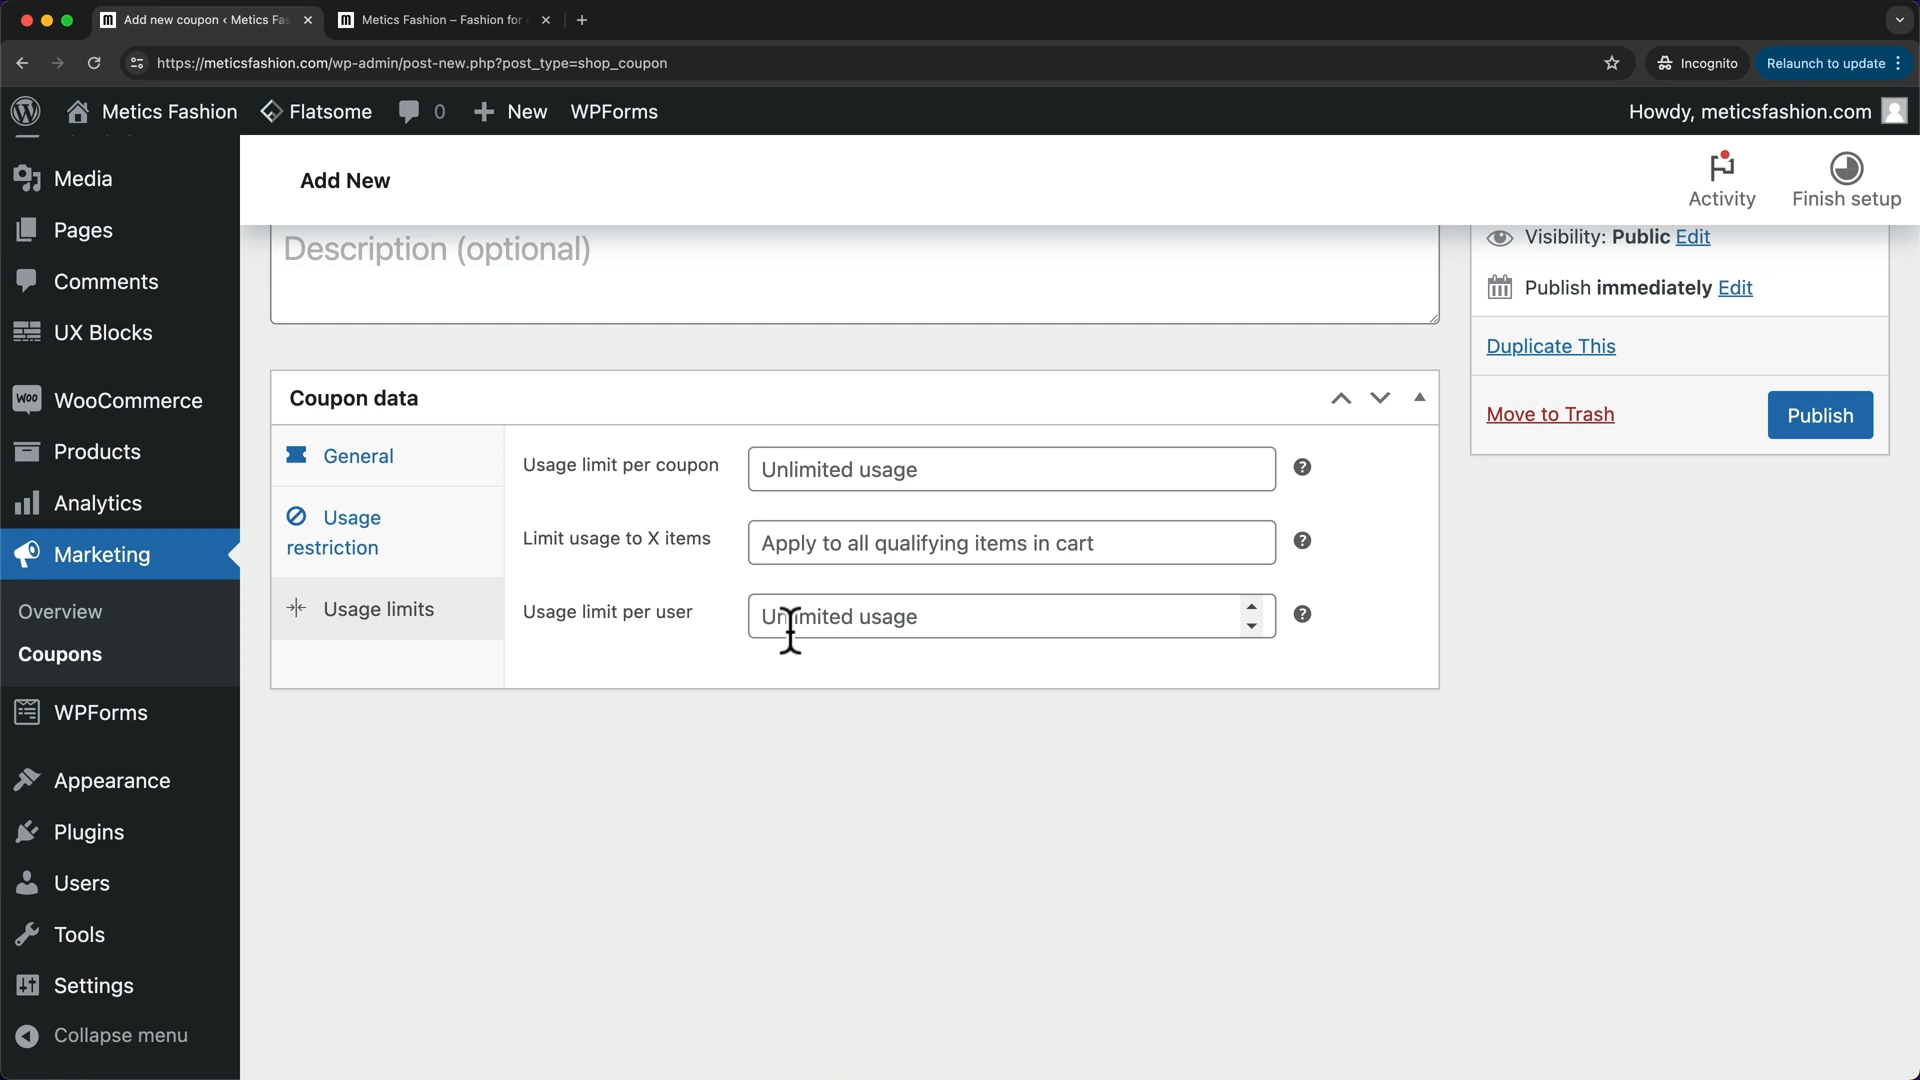 Add new coupon ‹ Metics Fas
Metics Fashion – Fashion for
https://meticsfashion.com/wp-admin/post-new.php?post_type=shop_coupon
Incognito
Relaunch to update
Metics Fashion
Flatsome
0
New
WPForms
Howdy, meticsfashion.com
Media
Pages
Comments
UX Blocks
WooCommerce
Products
Analytics
Marketing
Overview
Coupons
WPForms
Appearance
Plugins
Users
Tools
Settings
Collapse menu
Add New
Activity
Finish setup
Description (optional)
Visibility: Public Edit
Publish immediately Edit
Duplicate This
Move to Trash
Publish
Coupon data
General
Usage
restriction
Usage limits
Usage limit per coupon
Unlimited usage
Limit usage to X items
Apply to all qualifying items in cart
Usage limit per user
Unlimited usage